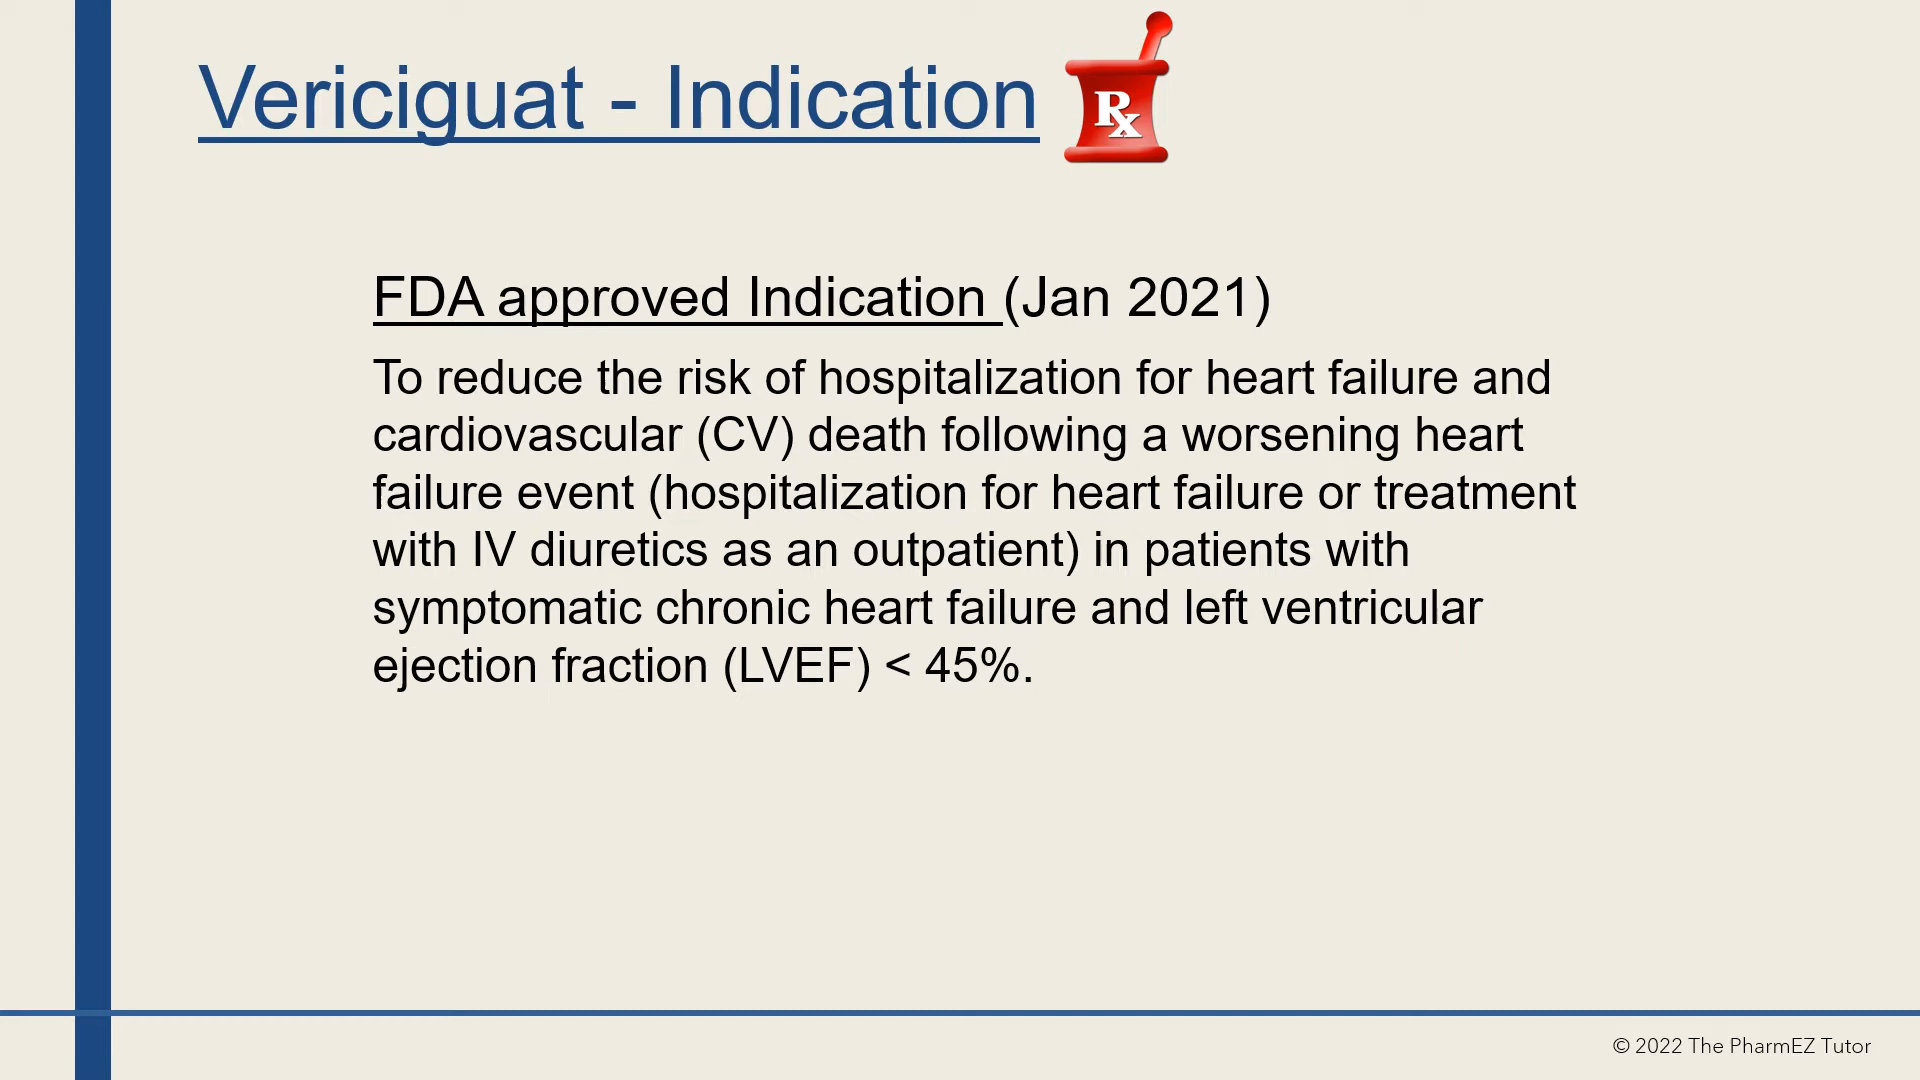 Vericiguat - Indication
Rx
FDA approved Indication (Jan 2021)
To reduce the risk of hospitalization for heart failure and
cardiovascular (CV) death following a worsening heart
failure event (hospitalization for heart failure or treatment
with IV diuretics as an outpatient) in patients with
symptomatic chronic heart failure and left ventricular
ejection fraction (LVEF) < 45%.
© 2022 The PharmEZ Tutor